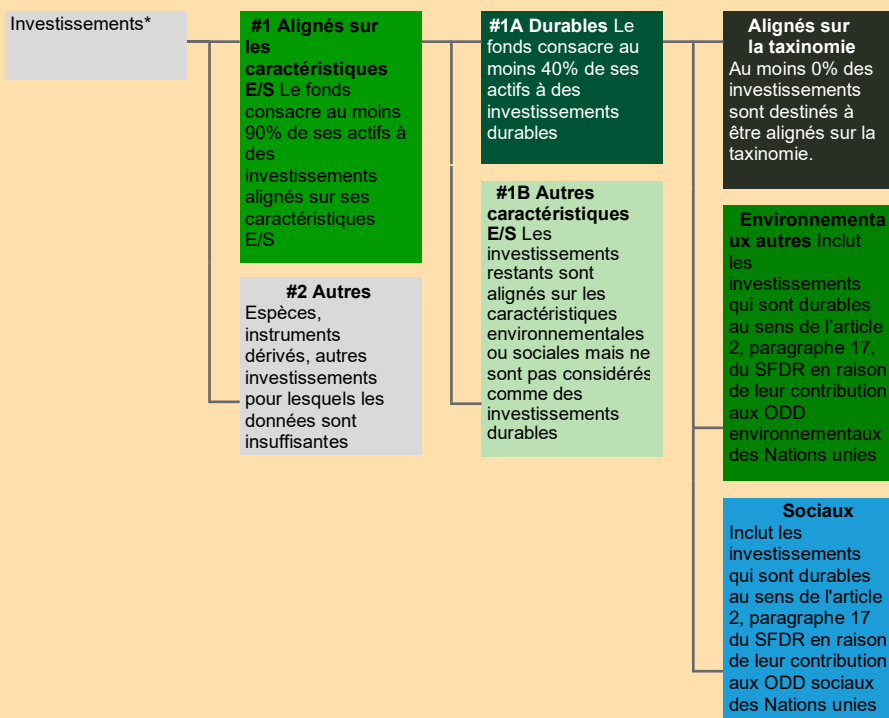 Investissements*
#1 Alignés sur
les
caractéristiques
E/S Le fonds
consacre au moins
90% de ses actifs à
des
investissements
alignés sur ses
caractéristiques
E/S
#2 Autres
Espèces,
instruments
dérivés, autres
investissements
pour lesquels les
données sont
insuffisantes
#1A Durables Le
fonds consacre au
moins 40% de ses
actifs à des
investissements
durables
#1B Autres
caractéristiques
E/S Les
investissements
restants sont
alignés sur les
caractéristiques
environnementales
ou sociales mais ne
sont pas considérés
comme des
investissements
durables
Alignés sur
la taxinomie
Au moins 0% des
investissements
sont destinés à
être alignés sur la
taxinomie.
Environnementa
ux autres Inclut
les
investissements
qui sont durables
au sens de l’article
2, paragraphe 17,
du SFDR en raison
de leur contribution
aux ODD
environnementaux
des Nations unies
Sociaux
Inclut les
investissements
qui sont durables
au sens de l'article
2, paragraphe 17
du SFDR en raison
de leur contribution
aux ODD sociaux
des Nations unies